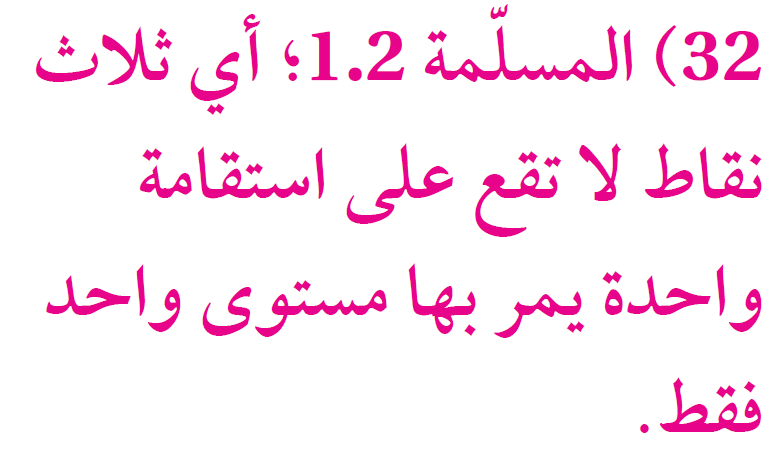 32) المسلّمة 1.2؛ أي ثلاث
نقاط لا تقع على استقامة
واحدة يمر بها مستوى واحد
فقط.